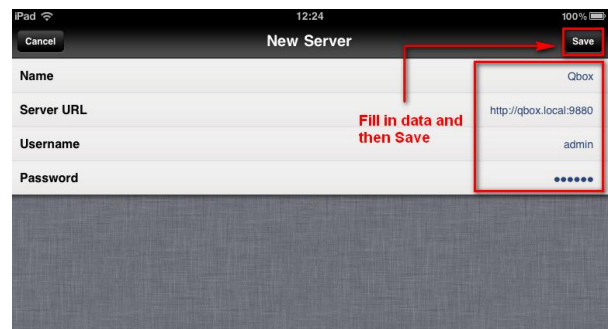 iPad 12:24 100%
Cancel New Server Save
Name Qbox
Server URL http://qbox.local:9880
Fill in data and
then Save
Username admin
Password ••••••